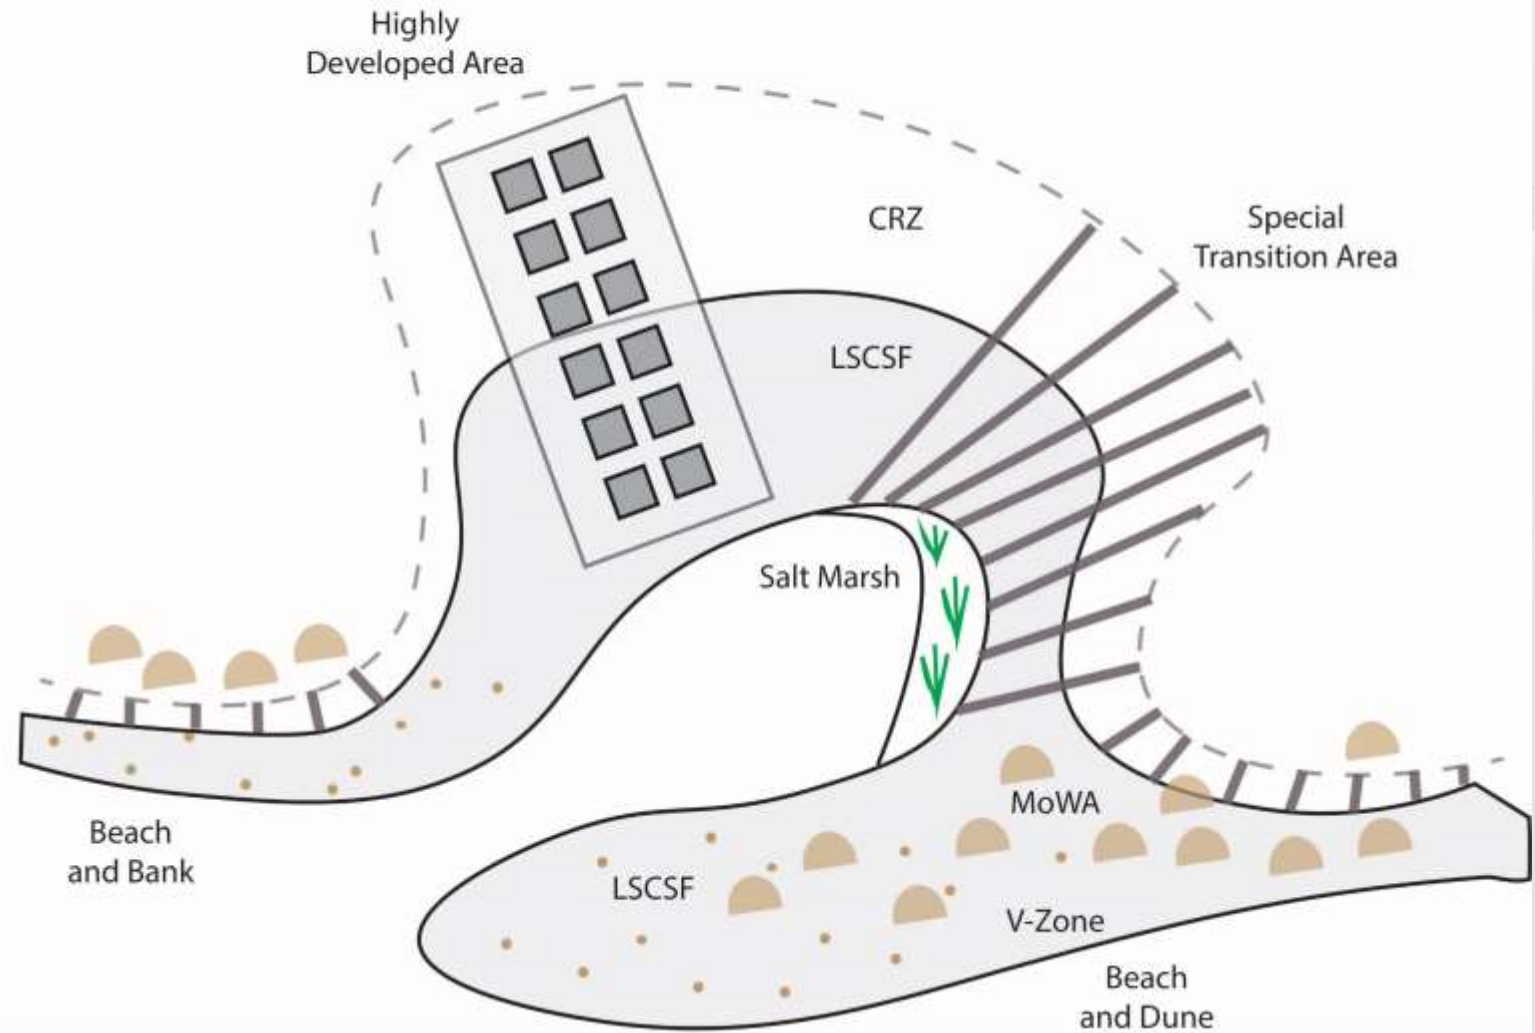 Highly
Developed Area
CRZ
Special
Transition Area
LSCSF
Salt Marsh
MoWA
Beach
and Bank
LSCSF
V-Zone
Beach
and Dune